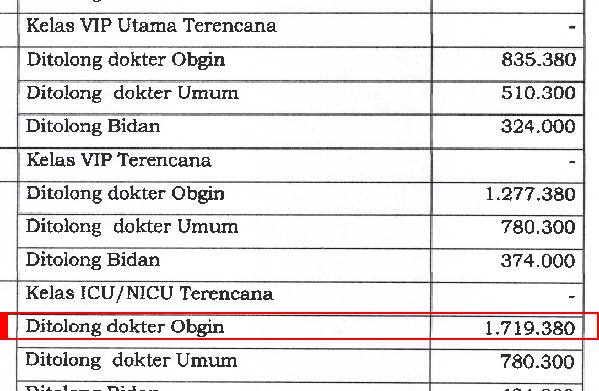 Kelas VIP Utama Terencana -
Ditolong dokter Obgin 835.380
Ditolong dokter Umum 510.300
Ditolong Bidan 324.000
Kelas VIP Terencana -
Ditolong dokter Obgin 1.277.380
Ditolong dokter Umum 780.300
Ditolong Bidan 374.000
Kelas ICU/NICU Terencana -
Ditolong dokter Obgin 1.719.380
Ditolong dokter Umum 780.300
Ditolong Bidan